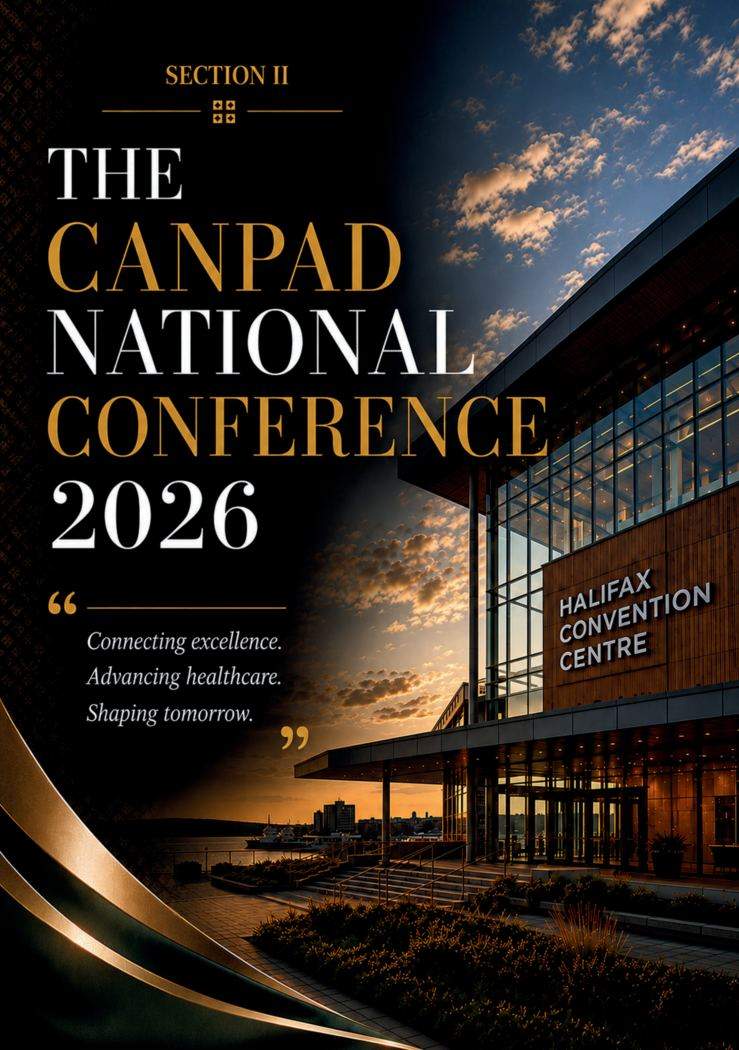 SECTION II
THE
CANPAD
NATIONAL
CONFERENCE
2026
“
Connecting excellence.
Advancing healthcare.
Shaping tomorrow.
”
HALIFAX
CONVENTION
CENTRE